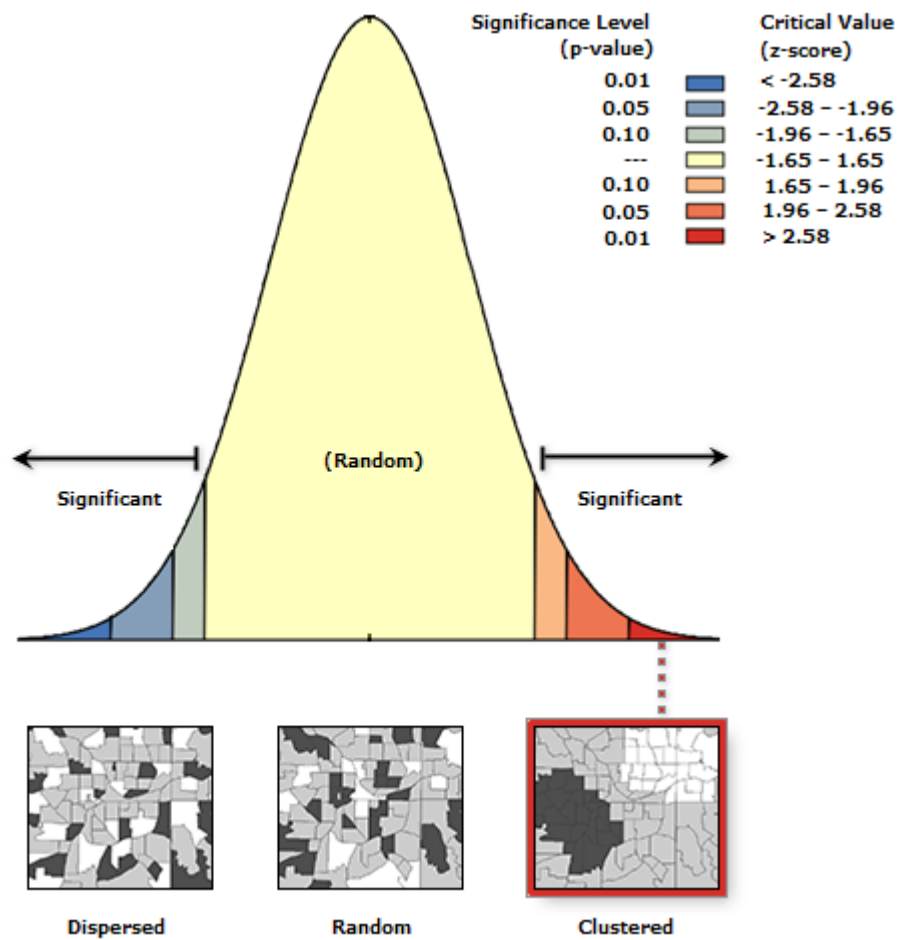 Significance Level Critical Value
(p-value) (z-score)
0.01 < -2.58
0.05 -2.58 – -1.96
0.10 -1.96 – -1.65
--- -1.65 – 1.65
0.10 1.65 – 1.96
0.05 1.96 – 2.58
0.01 > 2.58
(Random)
Significant Significant
Dispersed Random Clustered